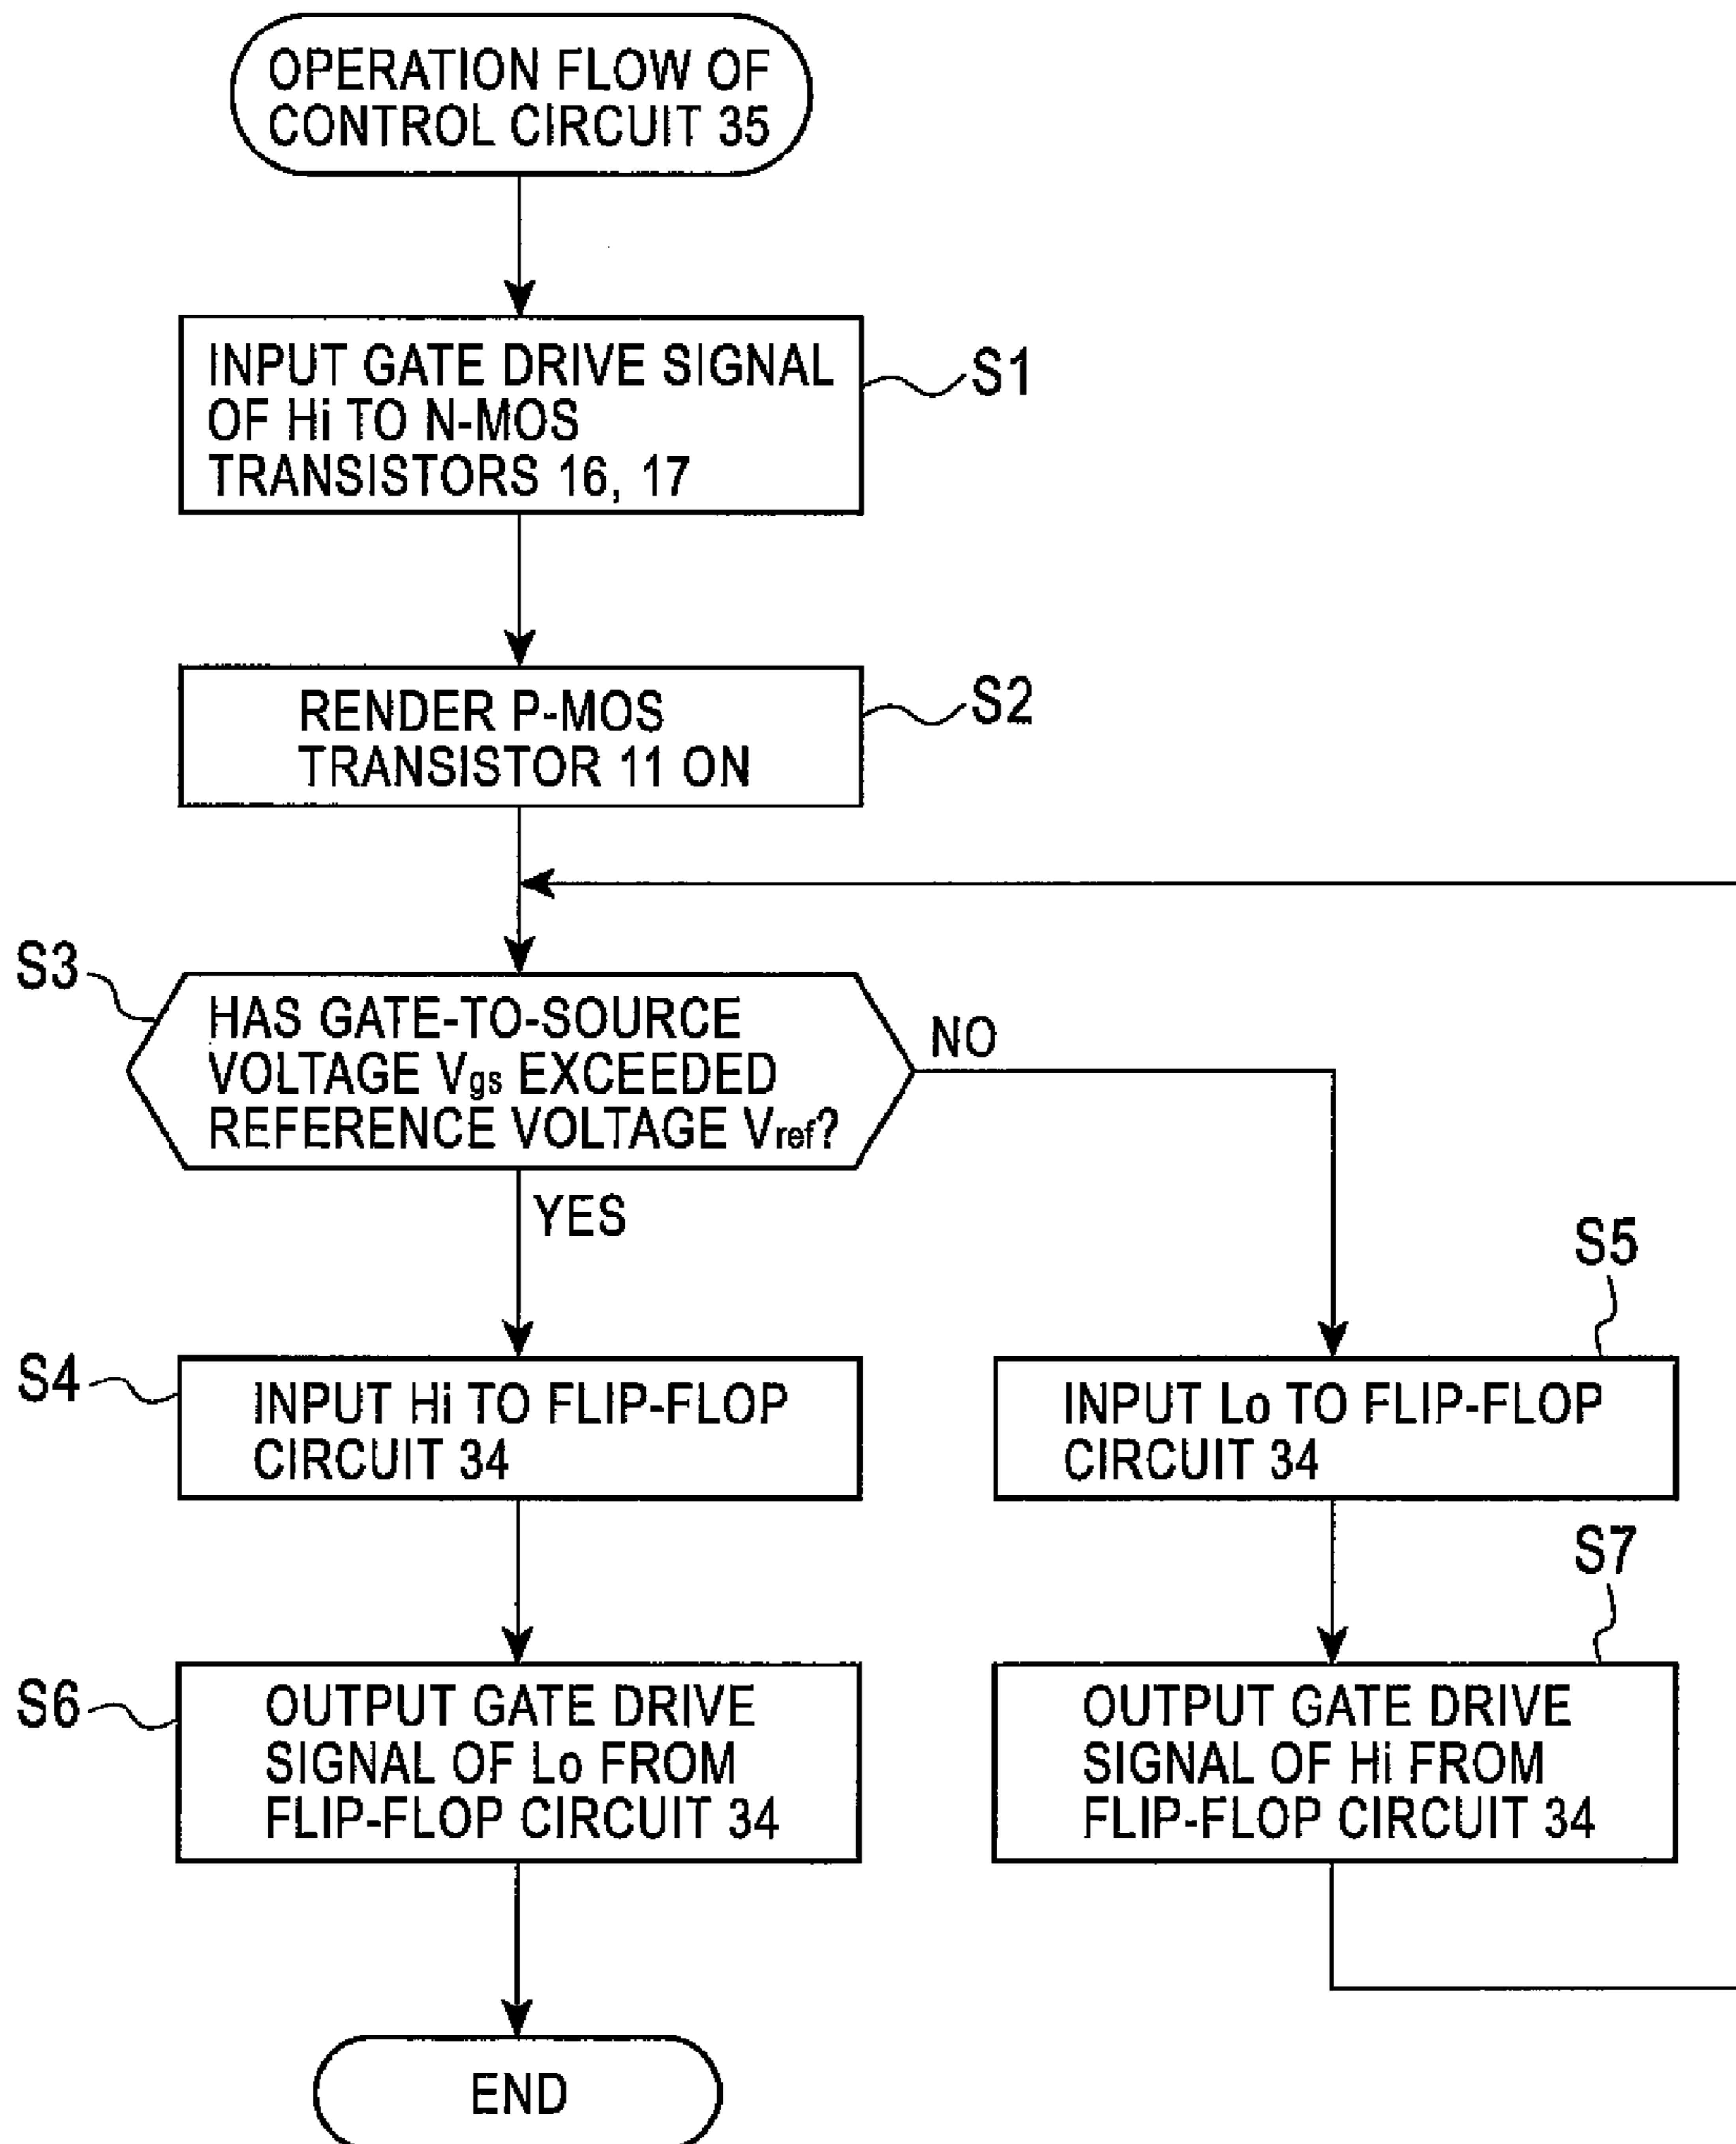 OPERATION FLOW OF
CONTROL CIRCUIT 35
INPUT GATE DRIVE SIGNAL
OF Hi TO N-MOS
TRANSISTORS 16, 17
S1
RENDER P-MOS
TRANSISTOR 11 ON
S2
S3
HAS GATE-TO-SOURCE
VOLTAGE Vgs EXCEEDED
REFERENCE VOLTAGE Vref?
NO
YES
S4
INPUT Hi TO FLIP-FLOP
CIRCUIT 34
S5
INPUT Lo TO FLIP-FLOP
CIRCUIT 34
S6
OUTPUT GATE DRIVE
SIGNAL OF Lo FROM
FLIP-FLOP CIRCUIT 34
S7
OUTPUT GATE DRIVE
SIGNAL OF Hi FROM
FLIP-FLOP CIRCUIT 34
END